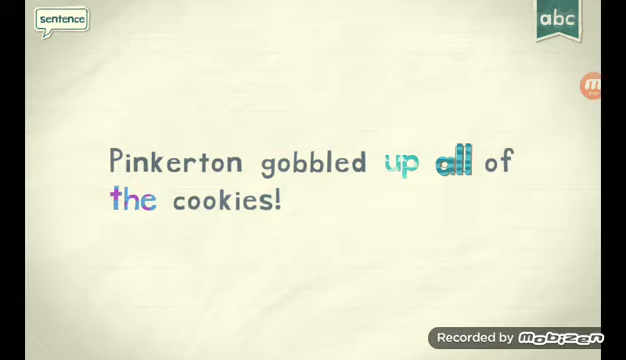 sentence
abc
Pinkerton gobbled up all of
the cookies!
Recorded by Mobizen